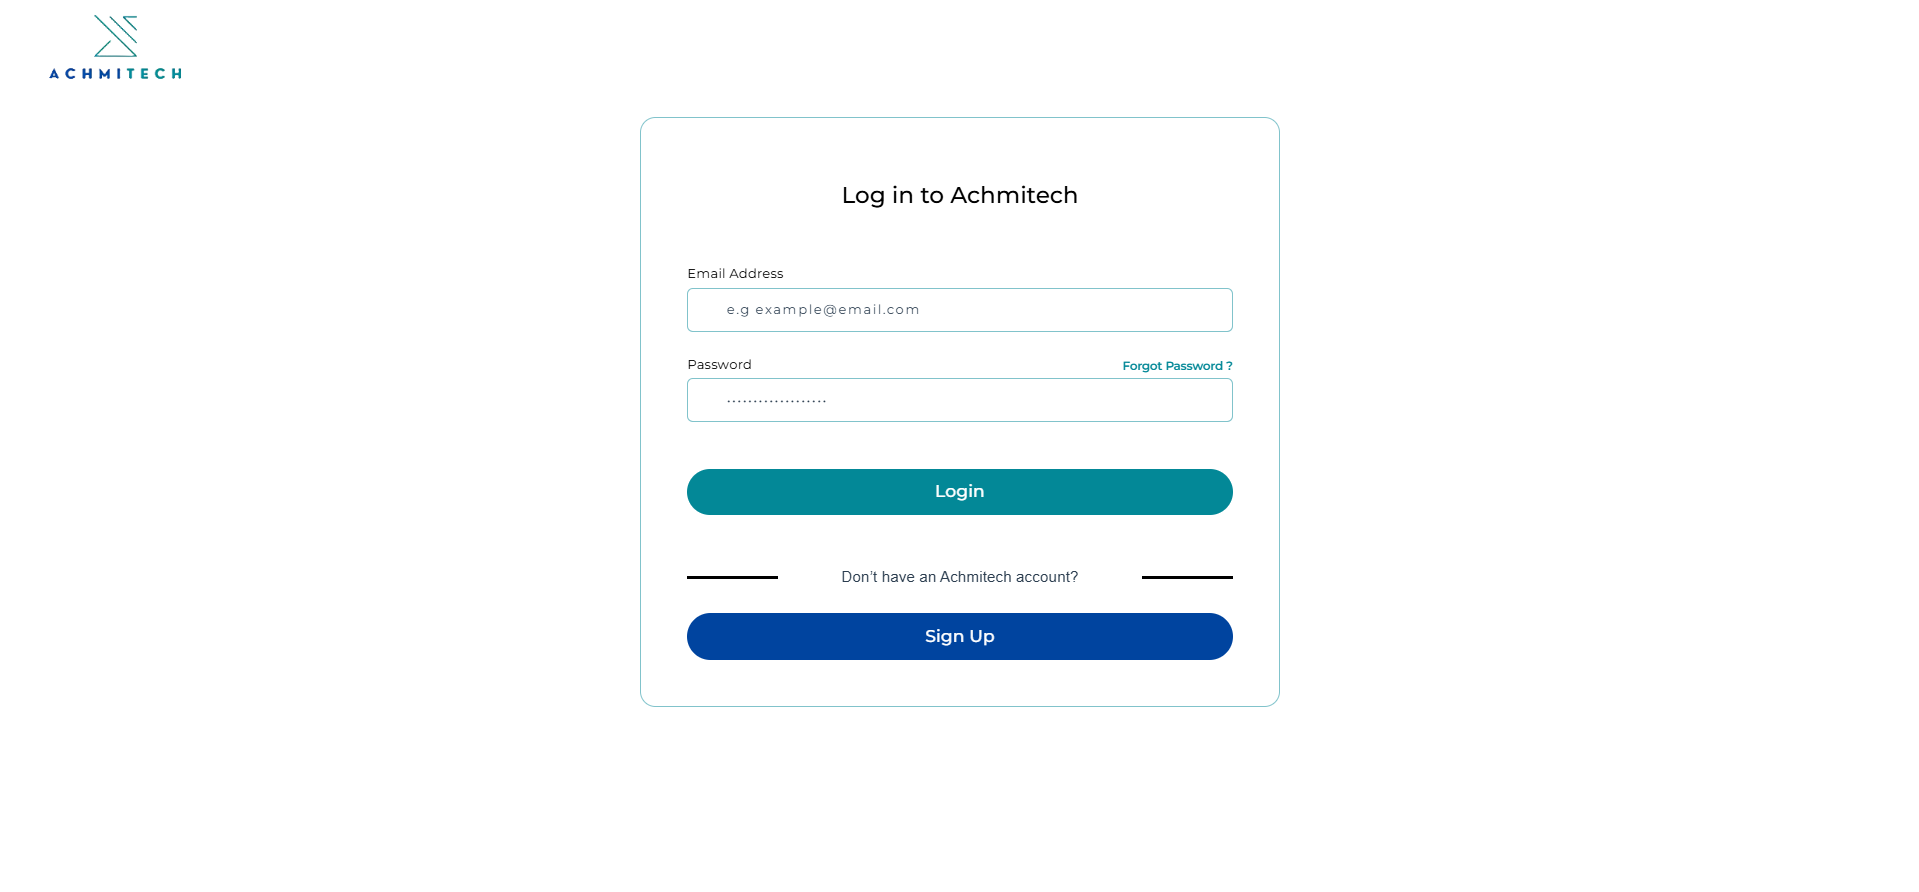 ACHMITECH
Log in to Achmitech
Email Address
e.g example@email.com
Password
Forgot Password ?
...................
Login
Don't have an Achmitech account?
Sign Up